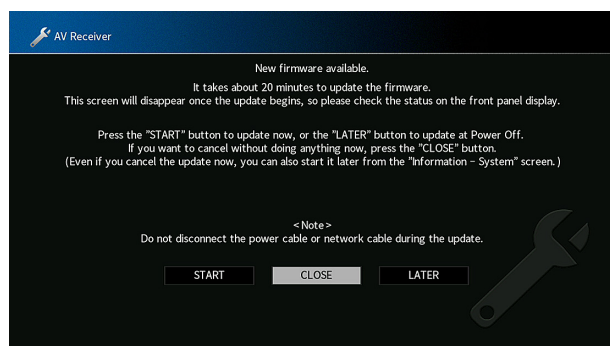 AV Receiver
New firmware available.
It takes about 20 minutes to update the firmware.
This screen will disappear once the update begins, so please check the status on the front panel display.
Press the "START" button to update now, or the "LATER" button to update at Power Off.
If you want to cancel without doing anything now, press the "CLOSE" button.
(Even if you cancel the update now, you can also start it later from the "Information – System" screen.)
<Note>
Do not disconnect the power cable or network cable during the update.
START
CLOSE
LATER